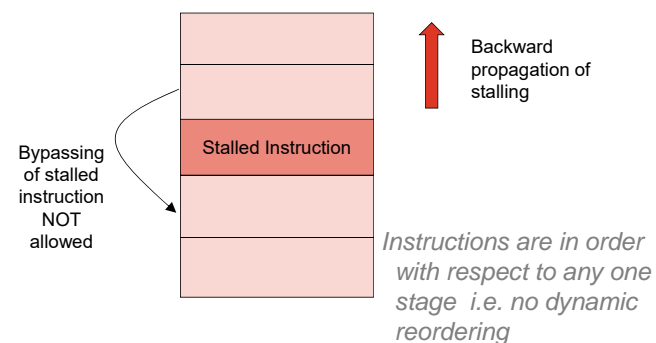 Backward
propagation of
stalling
Stalled Instruction
Bypassing
of stalled
instruction
NOT
allowed
Instructions are in order
with respect to any one
stage i.e. no dynamic
reordering